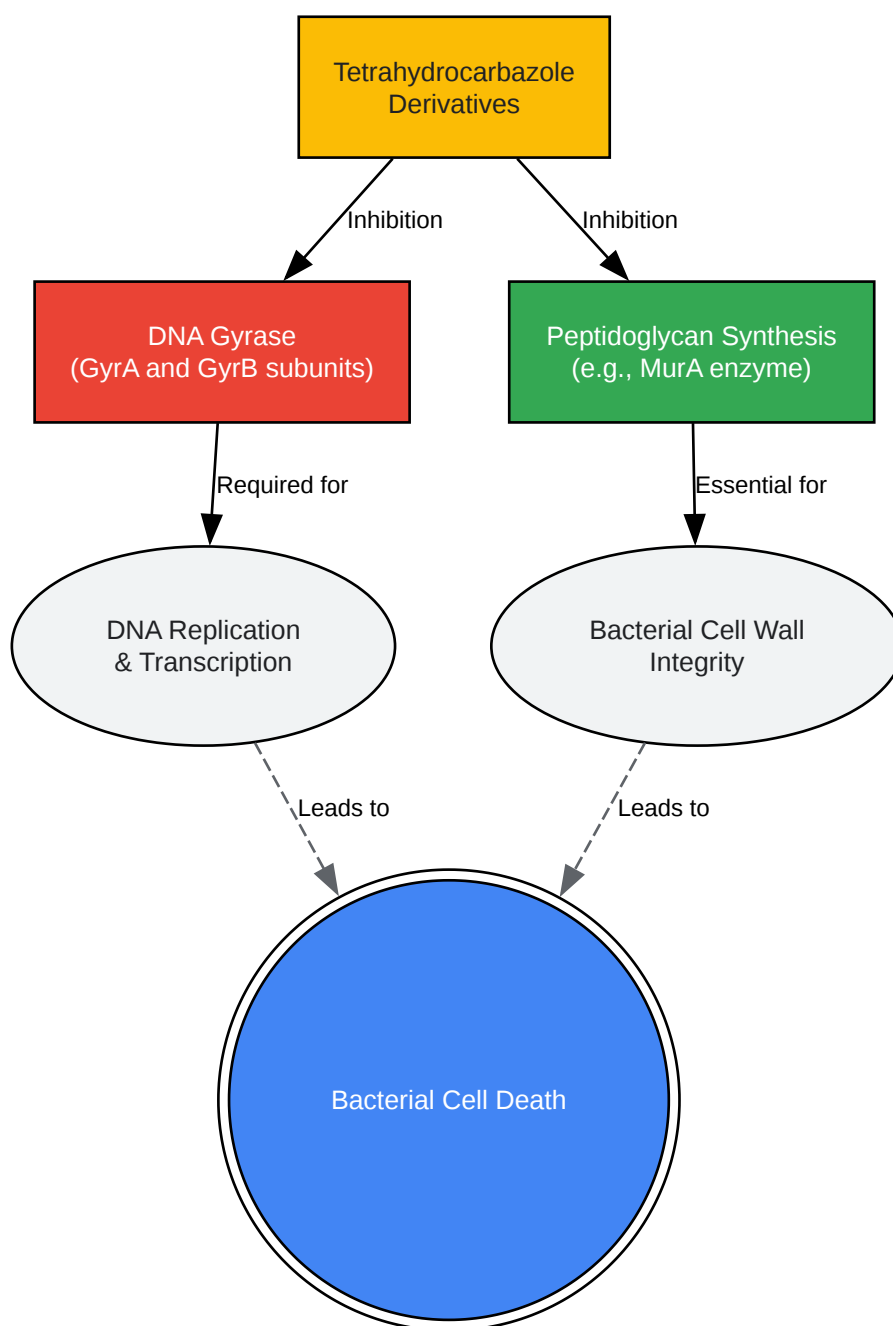 Tetrahydrocarbazole
Derivatives
Inhibition
Inhibition
DNA Gyrase
(GyrA and GyrB subunits)
Peptidoglycan Synthesis
(e.g., MurA enzyme)
Required for
Essential for
DNA Replication
& Transcription
Bacterial Cell Wall
Integrity
Leads to
Leads to
Bacterial Cell Death